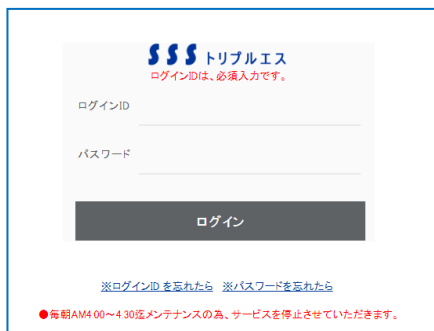 SSS トリプルエス
ログインIDは、必須入力です。
ログインID
パスワード
ログイン
※ログインID を忘れたら ※パスワードを忘れたら
●毎朝AM4:00～4:30迄メンテナンスの為、サービスを停止させていただきます。